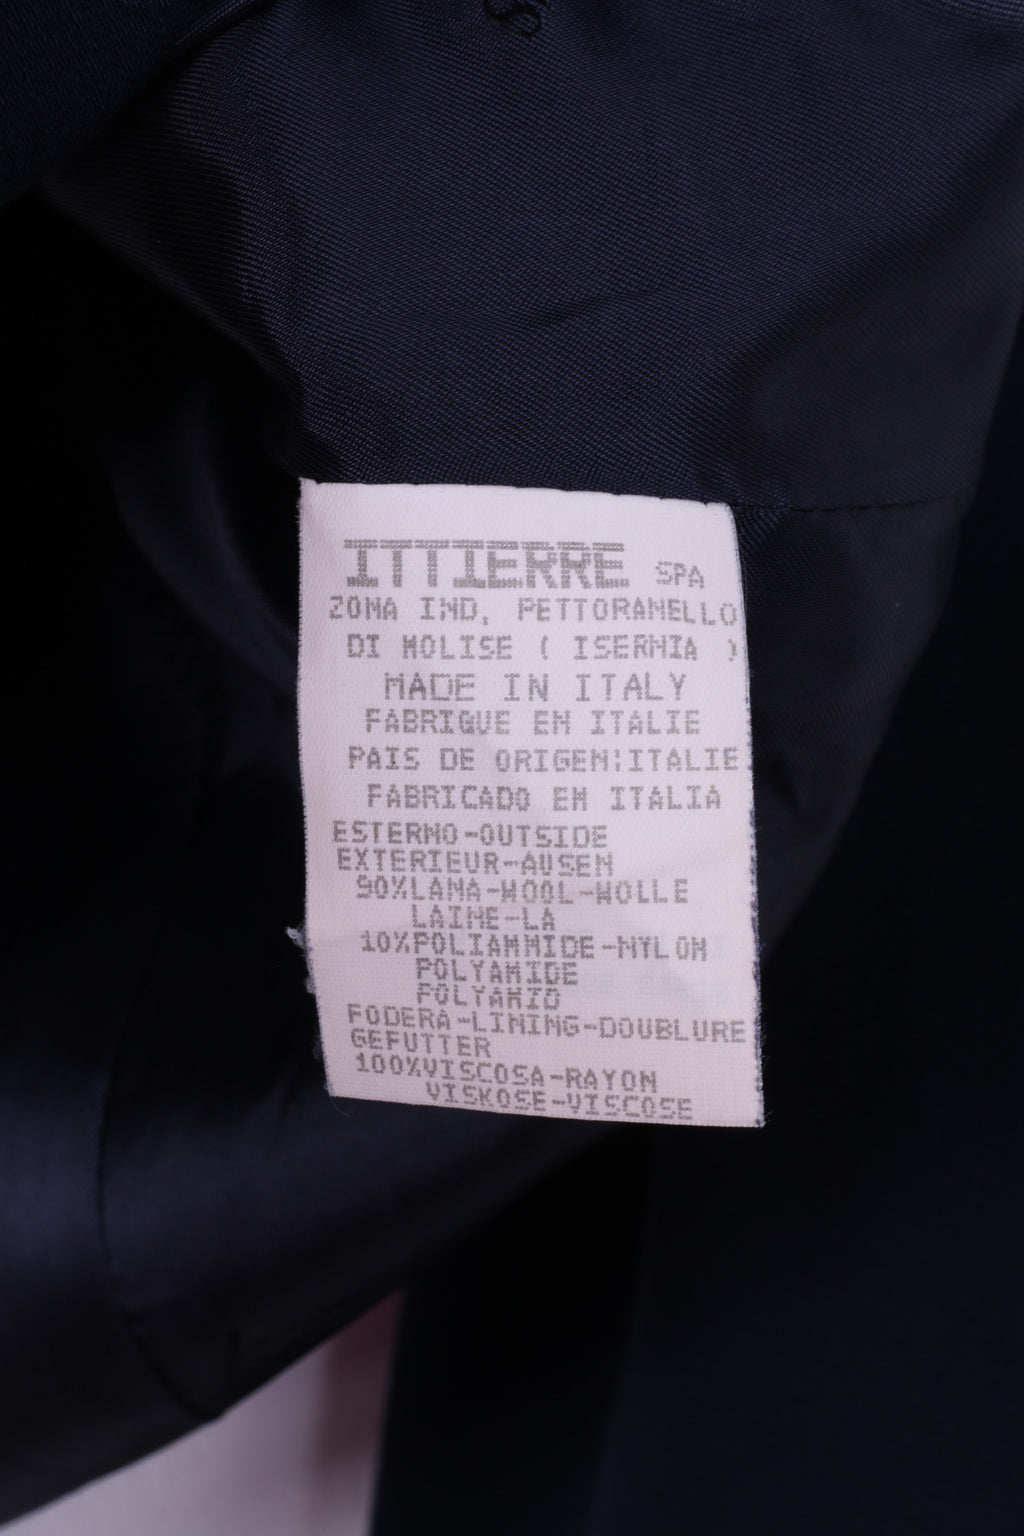 ITTIERRE SPA
ZONA IND. PETTORANELLO
DI MOLISE ( ISERNIA )
MADE IN ITALY
FABRIQUE EN ITALIE
PAIS DE ORIGEN:ITALIE
FABRICADO EN ITALIA
ESTERNO-OUTSIDE
EXTERIEUR-AUSEN
90%LANA-WOOL-WOLLE
LAINE-LA
10%POLIAMMIDE-NYLON
POLYAMIDE
POLYAMID
FODERA-LINING-DOUBLURE
GEFUTTER
100%VISCOSA-RAYON
VISKOSE-VISCOSE